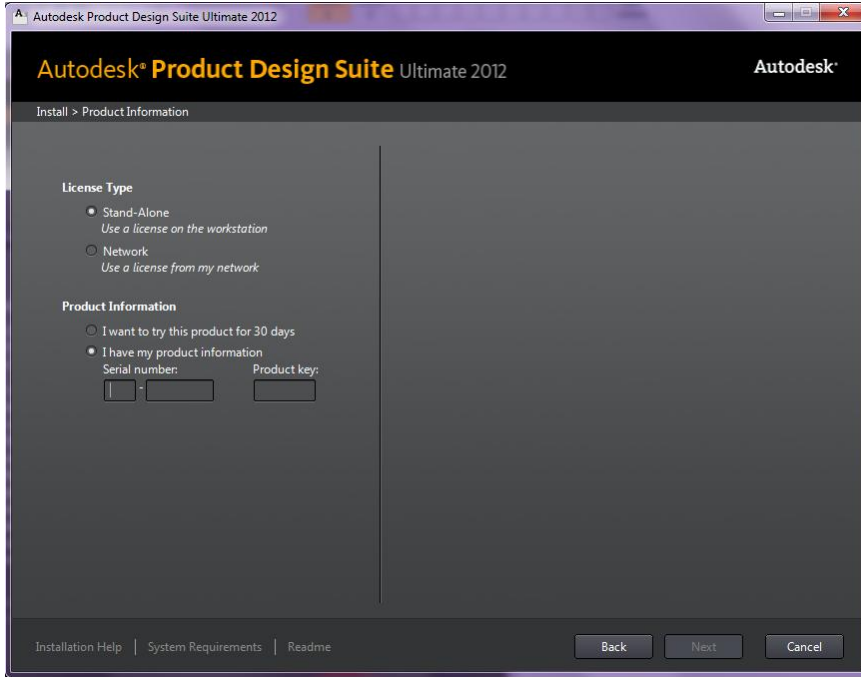 Autodesk Product Design Suite Ultimate 2012
Autodesk® Product Design Suite Ultimate 2012
Autodesk®
Install > Product Information
License Type
Stand-Alone
Use a license on the workstation
Network
Use a license from my network
Product Information
I want to try this product for 30 days
I have my product information
Serial number: Product key:
-
Installation Help | System Requirements | Readme
Back Next Cancel